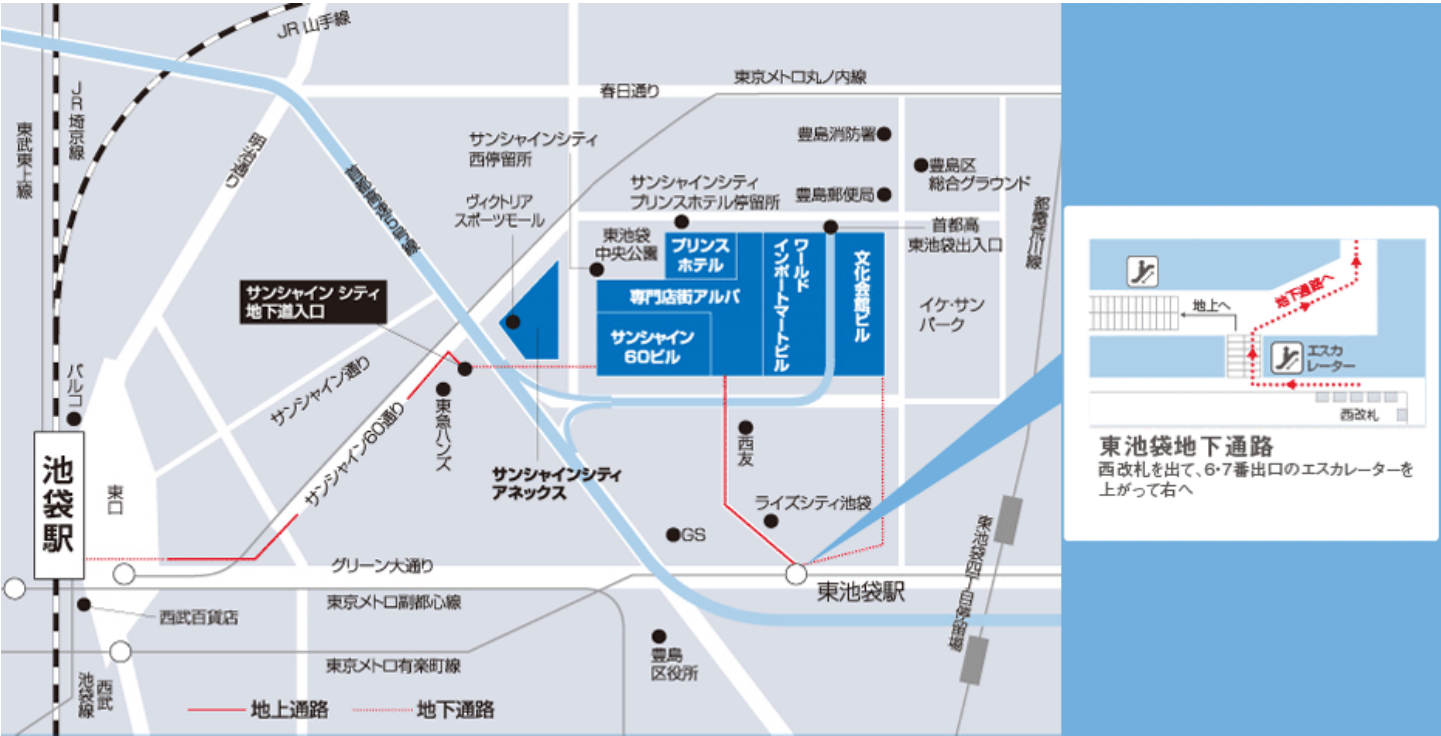 JR 山手線
JR埼京線
東武東上線
明治通り
首都高速5号線
春日通り
東京メトロ丸ノ内線
サンシャインシティ
西停留所
豊島消防署
豊島区
総合グラウンド
ヴィクトリア
スポーツモール
サンシャインシティ
プリンスホテル停留所
豊島郵便局
都電荒川線
東池袋
中央公園
首都高
東池袋出入口
プリンス
ホテル
ワールド
インポートマートビル
文化会館ビル
専門店街アルパ
サンシャイン
60ビル
サンシャイン シティ
地下道入口
イケ・サン
パーク
パルコ
サンシャイン通り
サンシャイン60通り
東急ハンズ
西友
サンシャインシティ
アネックス
池袋駅
東口
ライズシティ池袋
GS
東池袋四丁目停留場
グリーン大通り
東池袋駅
東京メトロ副都心線
西武百貨店
豊島
区役所
東京メトロ有楽町線
西武
池袋線
地上通路
地下通路
地下通路へ
地上へ
エスカ
レーター
西改札
東池袋地下通路
西改札を出て、6・7番出口のエスカレーターを
上がって右へ